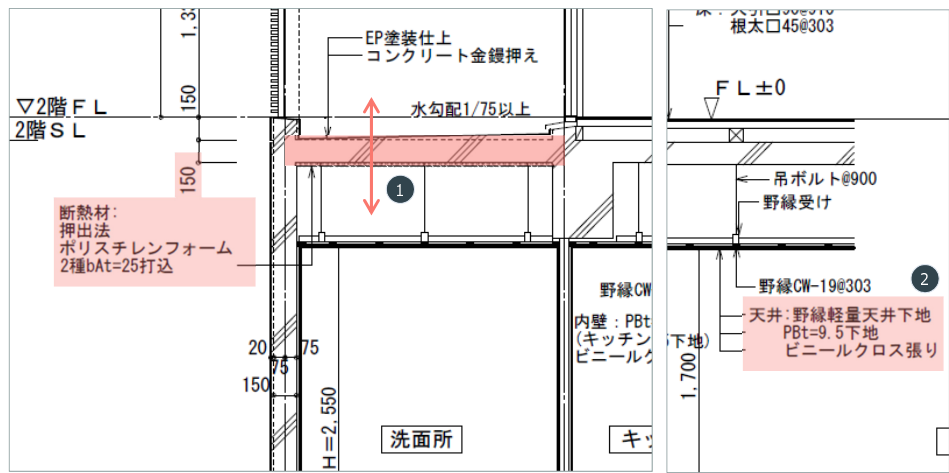 EP塗装仕上
コンクリート金鏝押え
1.3
150
水勾配1/75以上
▽2階FL
2階SL
150
1
断熱材:
押出法
ポリスチレンフォーム
2種bAt=25打込
20
75
75
150
H=2,550
洗面所
野縁CW
内壁:PBt
(キッチン
ビニールク
キッ
根太口45@303
FL±0
吊ボルト@900
野縁受け
野縁CW-19@303
2
天井:野縁軽量天井下地
PBt=9.5下地
ビニールクロス張り
下地)
1,700